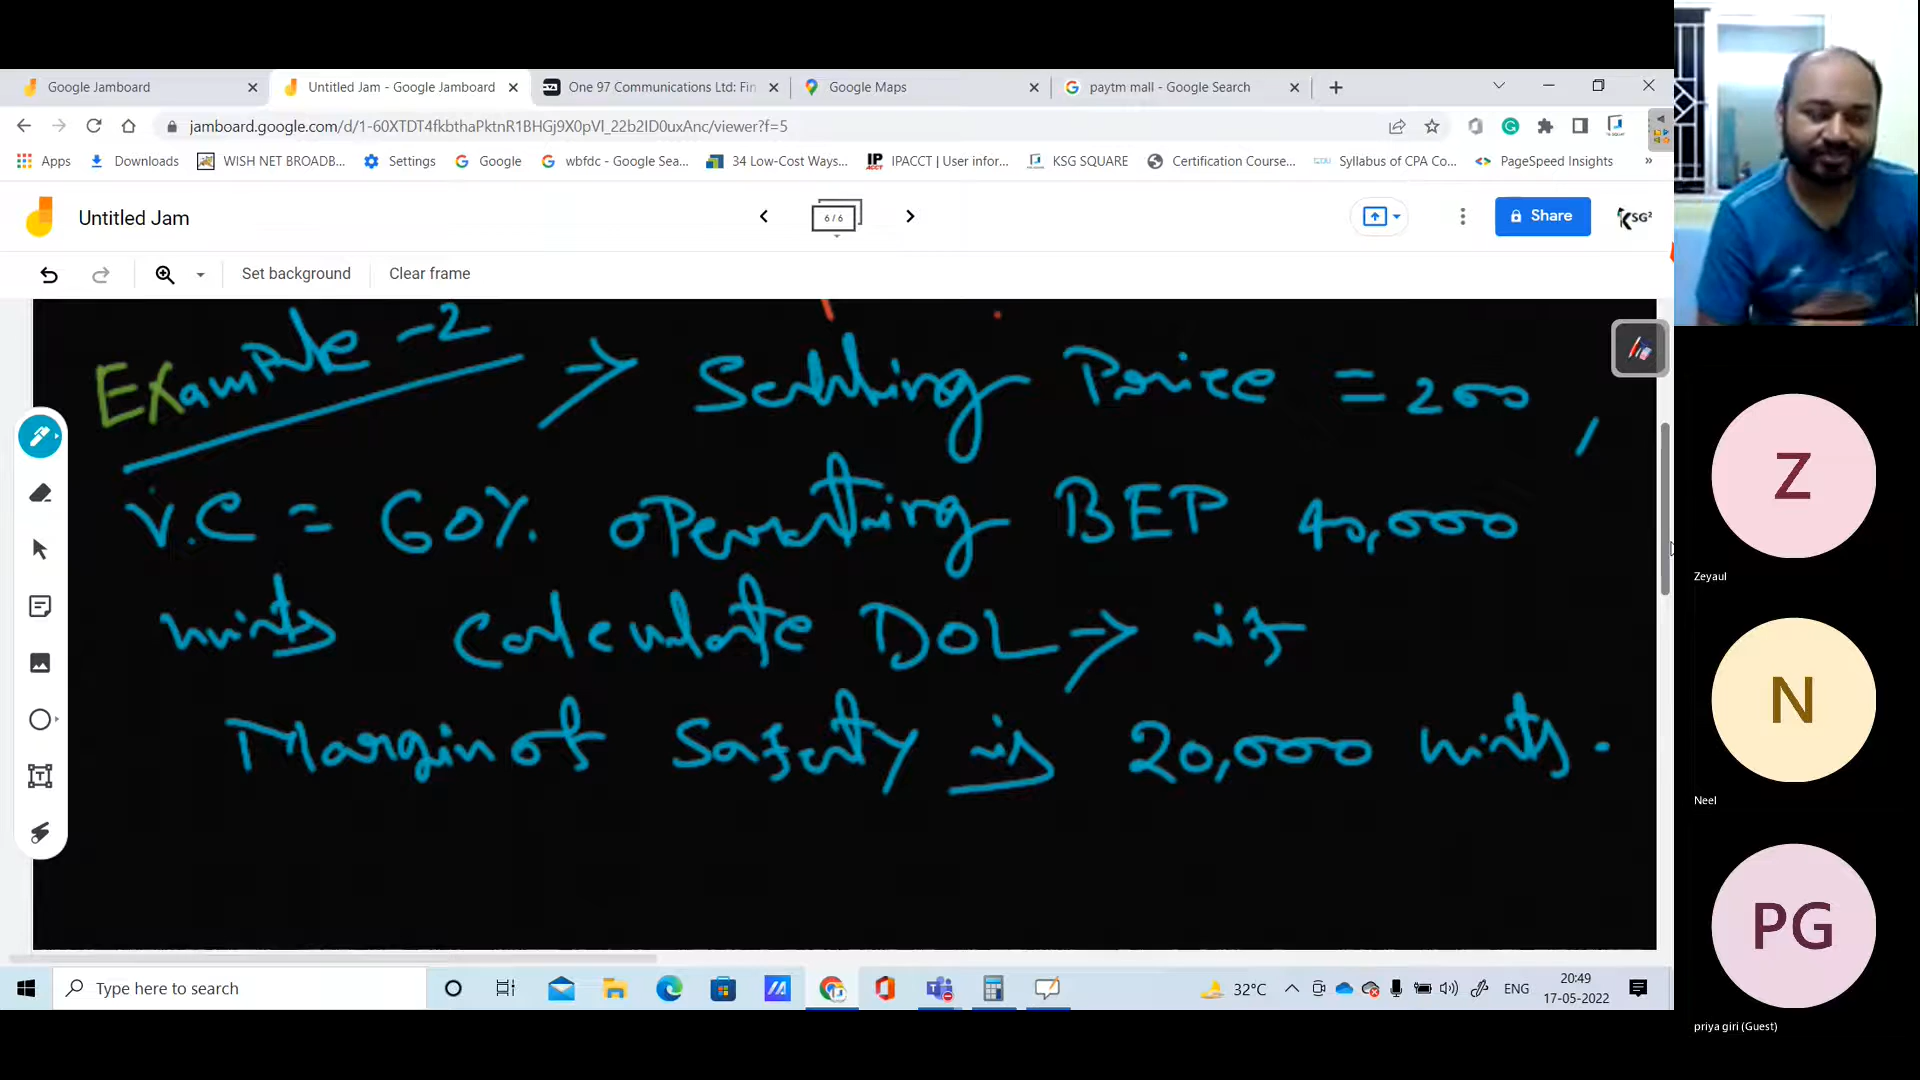 Google Jamboard
Untitled Jam - Google Jamboard
One 97 Communications Ltd: Fin
Google Maps
paytm mall - Google Search
jamboard.google.com/d/1-60XTDT4fkbthaPktnR1BHGj9X0pVl_22b2ID0uxAnc/viewer?f=5
Apps Downloads WISH NET BROADB... Settings Google wbfdc - Google Sea... 34 Low-Cost Ways... IPACCT | User infor... KSG SQUARE Certification Course... Syllabus of CPA Co... PageSpeed Insights »
Untitled Jam
6 / 6
Share
KSG²
Set background Clear frame
Example - 2 → Selling Price = 200,
V.C = 60% operating BEP 40,000
units Calculate DOL → if
Margin of Safety is 20,000 units.
Z
Zeyaul
N
Neel
PG
priya giri (Guest)
Type here to search
32°C
ENG
20:49
17-05-2022